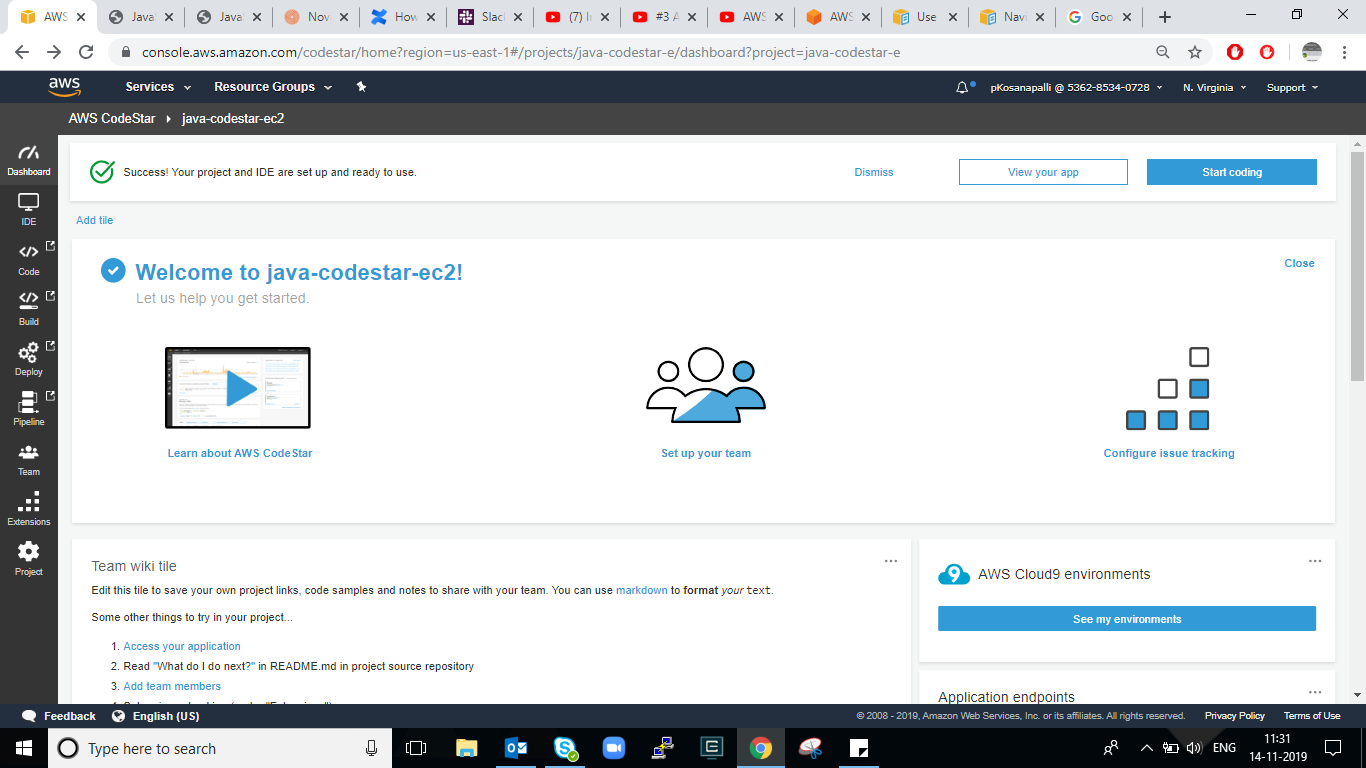 AWS
Java
Java
Nov
How
Slac
(7) I
#3 A
AWS
AWS
Use
Navi
Goo
console.aws.amazon.com/codestar/home?region=us-east-1#/projects/java-codestar-e/dashboard?project=java-codestar-e
aws Services Resource Groups pKosanapalli @ 5362-8534-0728 N. Virginia Support
AWS CodeStar java-codestar-ec2
Dashboard
IDE
Code
Build
Deploy
Pipeline
Team
Extensions
Project
Success! Your project and IDE are set up and ready to use. Dismiss View your app Start coding
Add tile
Welcome to java-codestar-ec2! Close
Let us help you get started.
Learn about AWS CodeStar Set up your team Configure issue tracking
Team wiki tile
Edit this tile to save your own project links, code samples and notes to share with your team. You can use markdown to format your text.
Some other things to try in your project...
1. Access your application
2. Read "What do I do next?" in README.md in project source repository
3. Add team members
9 AWS Cloud9 environments
See my environments
Application endpoints
Feedback English (US) © 2008 - 2019, Amazon Web Services, Inc. or its affiliates. All rights reserved. Privacy Policy Terms of Use
Type here to search
ENG
11:31
14-11-2019